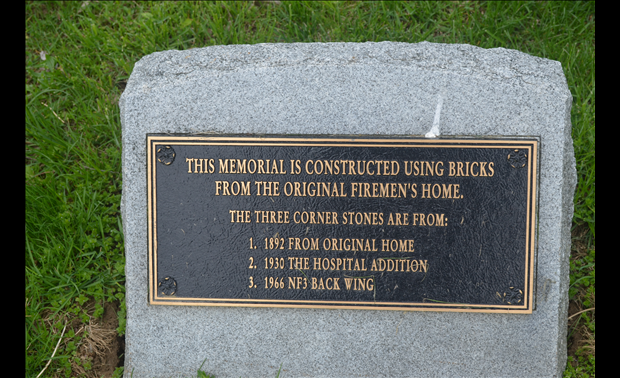 THIS MEMORIAL IS CONSTRUCTED USING BRICKS
FROM THE ORIGINAL FIREMEN'S HOME.
THE THREE CORNER STONES ARE FROM:
1. 1892 FROM ORIGINAL HOME
2. 1930 THE HOSPITAL ADDITION
3. 1966 NF3 BACK WING